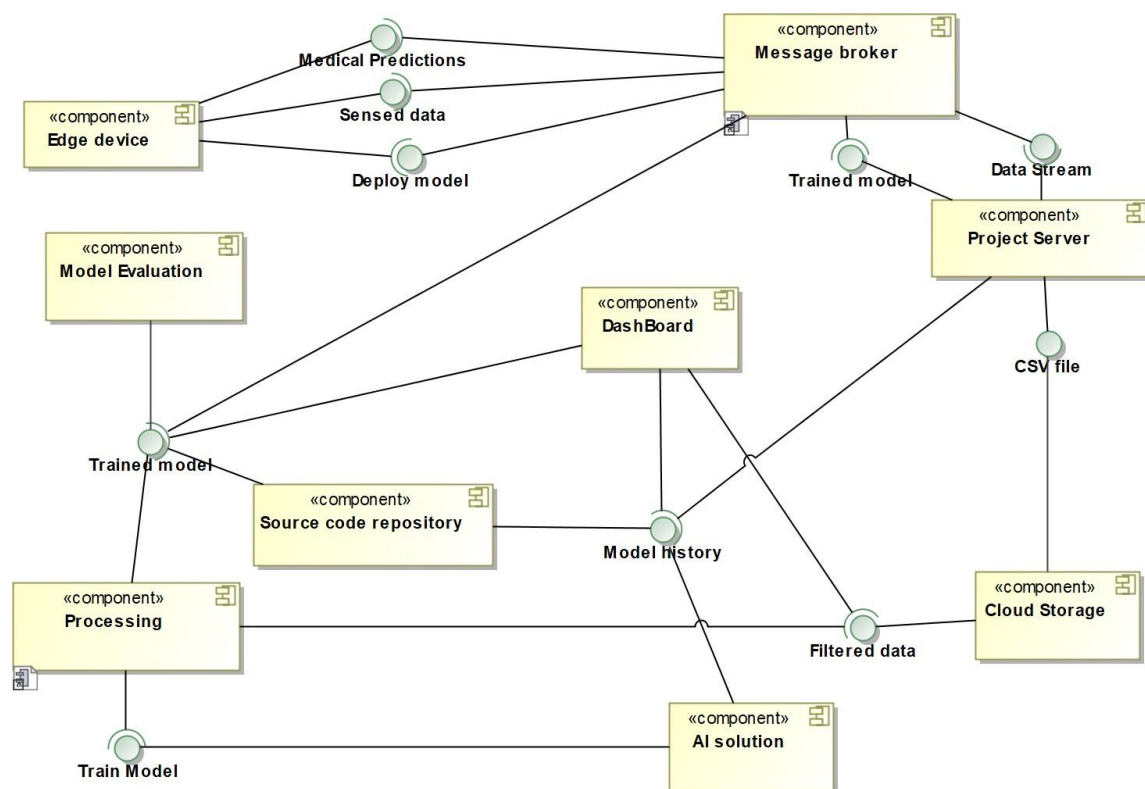 «component»
Message broker
Medical Predictions
«component»
Edge device
Sensed data
Deploy model
Trained model
Data Stream
«component»
Project Server
«component»
Model Evaluation
«component»
DashBoard
CSV file
Trained model
«component»
Source code repository
Model history
«component»
Processing
«component»
Cloud Storage
Filtered data
«component»
AI solution
Train Model